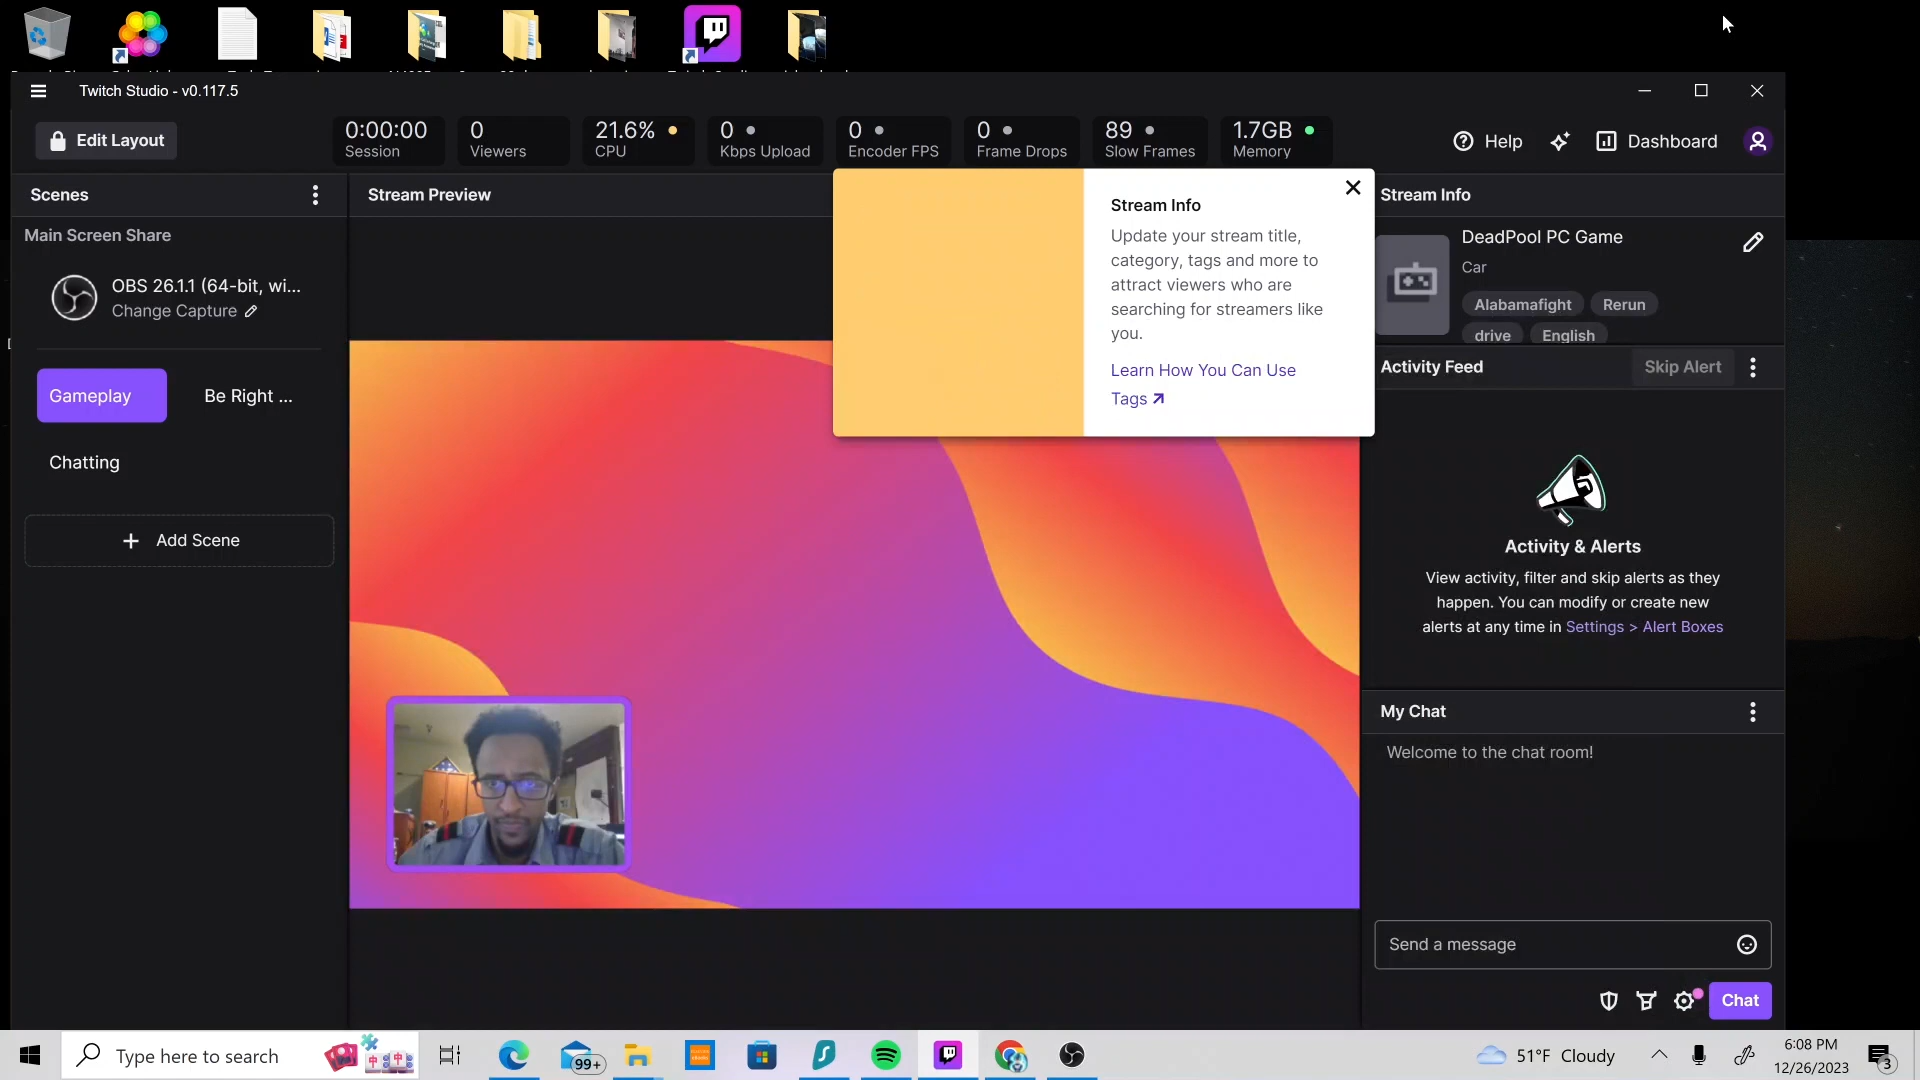 Twitch Studio - v0.117.5
Edit Layout
0:00:00
Session
0
Viewers
21.6%
CPU
0
Kbps Upload
0
Encoder FPS
0
Frame Drops
89
Slow Frames
1.7GB
Memory
Help
Dashboard
Scenes
Main Screen Share
OBS 26.1.1 (64-bit, wi...
Change Capture
Gameplay
Be Right ...
Chatting
Add Scene
Stream Preview
Stream Info
Update your stream title,
category, tags and more to
attract viewers who are
searching for streamers like
you.
Learn How You Can Use
Tags
Stream Info
DeadPool PC Game
Car
Alabamafight
Rerun
drive
English
Activity Feed
Skip Alert
Activity & Alerts
View activity, filter and skip alerts as they
happen. You can modify or create new
alerts at any time in Settings > Alert Boxes
My Chat
Welcome to the chat room!
Send a message
Chat
Type here to search
99+
51°F Cloudy
6:08 PM
12/26/2023
3